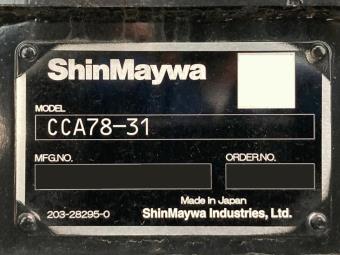 ShinMaywa
MODEL
CCA78-31
MFG.NO. ORDER.NO.
Made in Japan
203-28295-0 ShinMaywa Industries, Ltd.